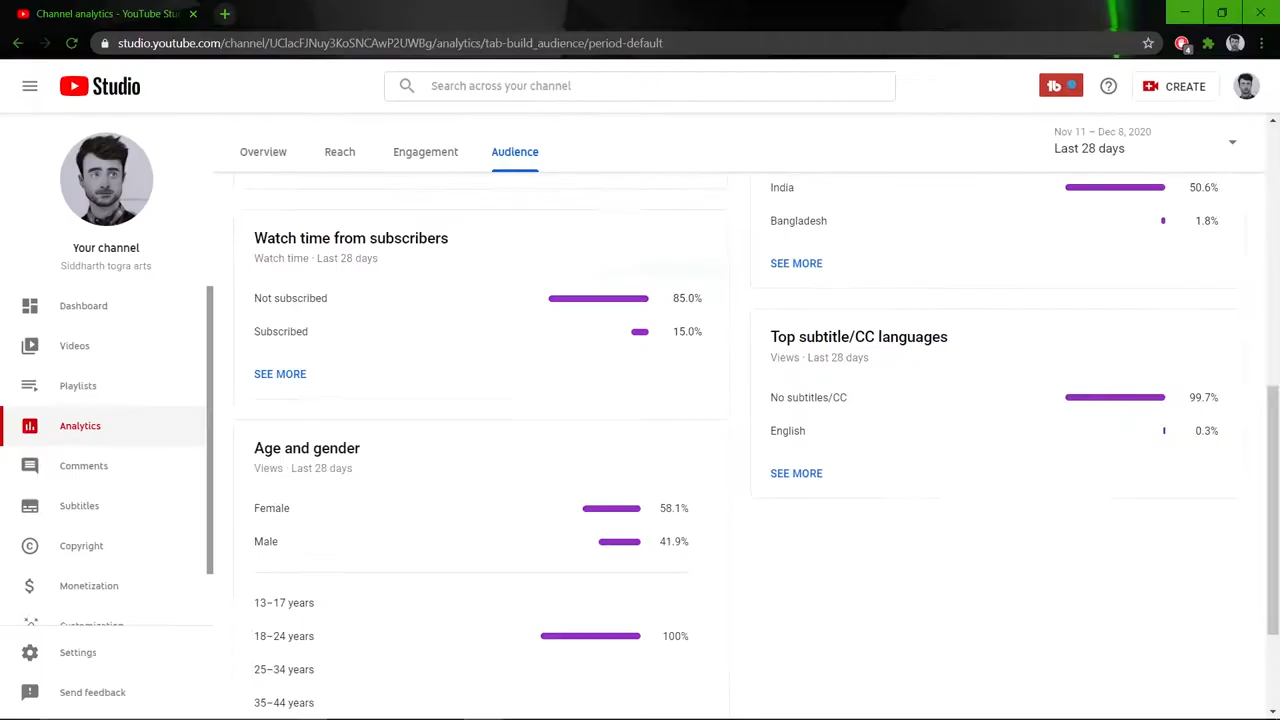 Channel analytics - YouTube Stu
studio.youtube.com/channel/UClacFJNuy3KoSNCAwP2UWBg/analytics/tab-build_audience/period-default
4
Studio
Search across your channel
tb
CREATE
Your channel
Siddharth togra arts
Dashboard
Videos
Playlists
Analytics
Comments
Subtitles
Copyright
Monetization
Customization
Settings
Send feedback
Overview Reach Engagement Audience
Nov 11 – Dec 8, 2020
Last 28 days
Watch time from subscribers
Watch time · Last 28 days
Not subscribed 85.0%
Subscribed 15.0%
SEE MORE
Age and gender
Views · Last 28 days
Female 58.1%
Male 41.9%
13–17 years
18–24 years 100%
25–34 years
35–44 years
India 50.6%
Bangladesh 1.8%
SEE MORE
Top subtitle/CC languages
Views · Last 28 days
No subtitles/CC 99.7%
English 0.3%
SEE MORE